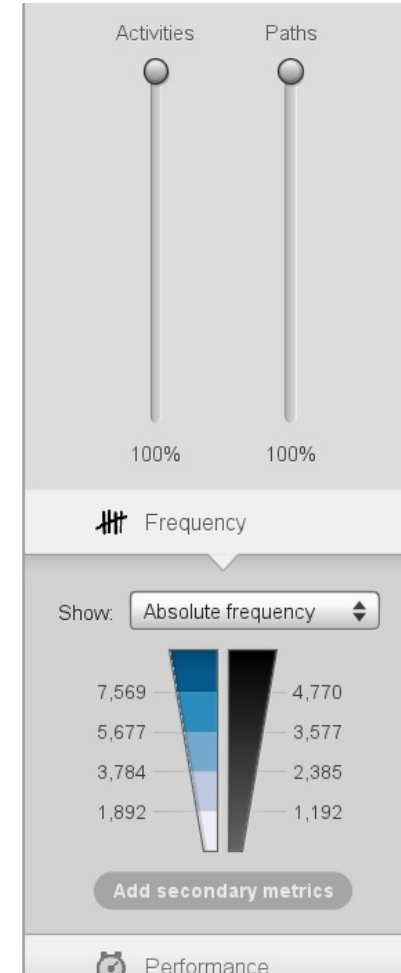 Activities Paths
100% 100%
Frequency
Show: Absolute frequency
7,569 4,770
5,677 3,577
3,784 2,385
1,892 1,192
Add secondary metrics
Performance